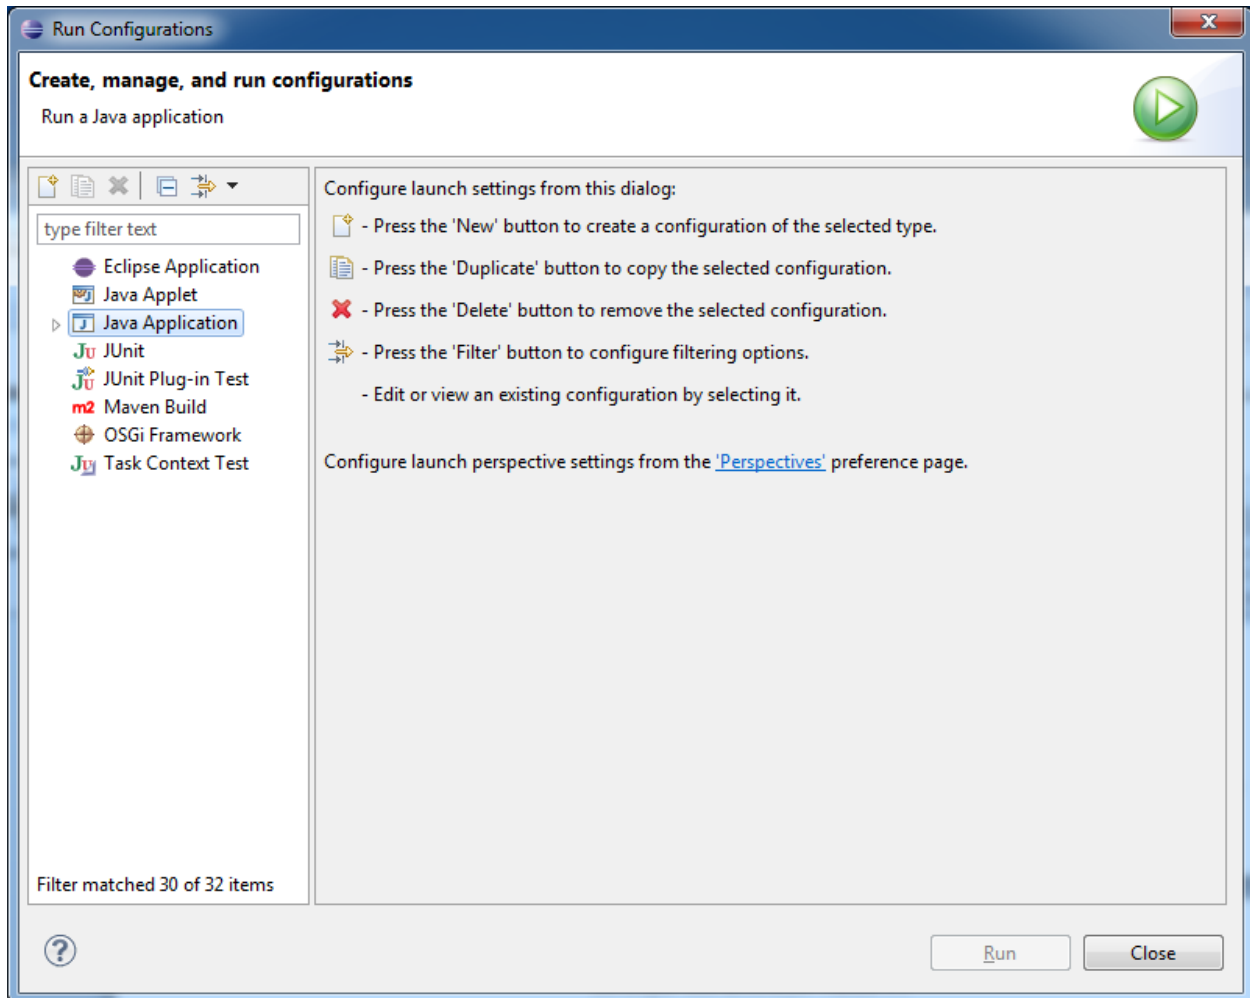 Run Configurations
Create, manage, and run configurations
Run a Java application
type filter text
Eclipse Application
Java Applet
Java Application
JUnit
JUnit Plug-in Test
Maven Build
OSGi Framework
Task Context Test
Filter matched 30 of 32 items
Configure launch settings from this dialog:
- Press the 'New' button to create a configuration of the selected type.
- Press the 'Duplicate' button to copy the selected configuration.
- Press the 'Delete' button to remove the selected configuration.
- Press the 'Filter' button to configure filtering options.
- Edit or view an existing configuration by selecting it.
Configure launch perspective settings from the 'Perspectives' preference page.
Run
Close